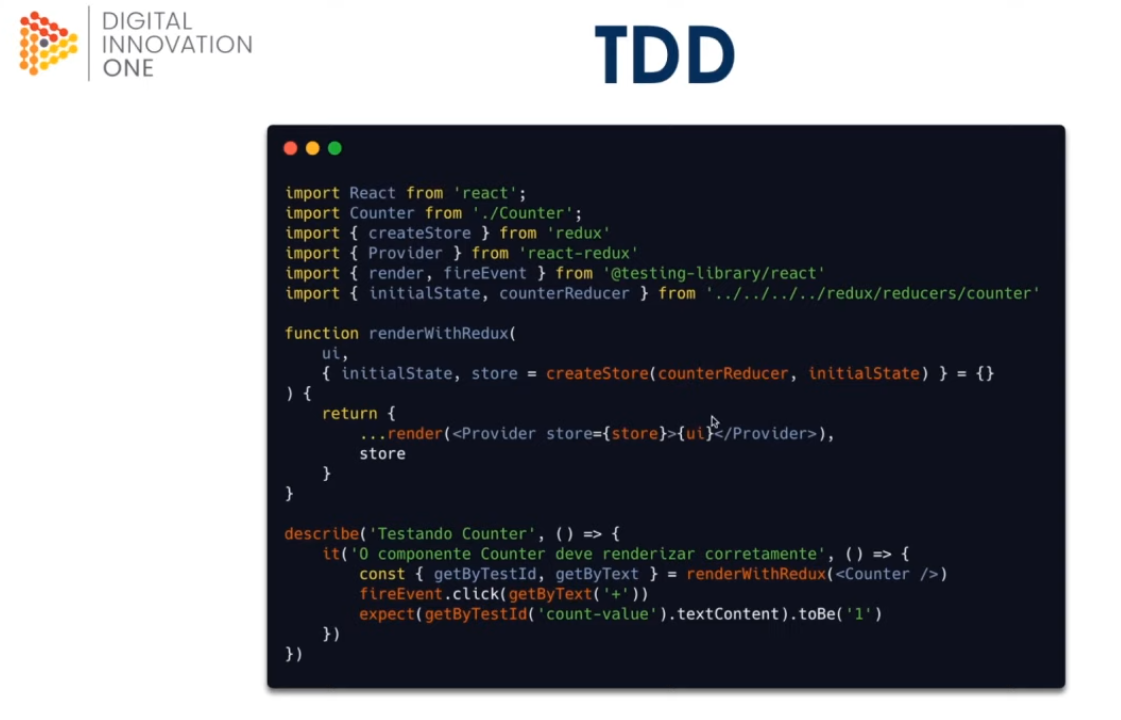 DIGITAL
INNOVATION
ONE
TDD
import React from 'react';
import Counter from './Counter';
import { createStore } from 'redux'
import { Provider } from 'react-redux'
import { render, fireEvent } from '@testing-library/react'
import { initialState, counterReducer } from '../../../../redux/reducers/counter'
function renderWithRedux(
    ui,
    { initialState, store = createStore(counterReducer, initialState) } = {}
) {
    return {
        ...render(<Provider store={store}>{ui}</Provider>),
        store
    }
}
describe('Testando Counter', () => {
    it('O componente Counter deve renderizar corretamente', () => {
        const { getByTestId, getByText } = renderWithRedux(<Counter />)
        fireEvent.click(getByText('+'))
        expect(getByTestId('count-value').textContent).toBe('1')
    })
})